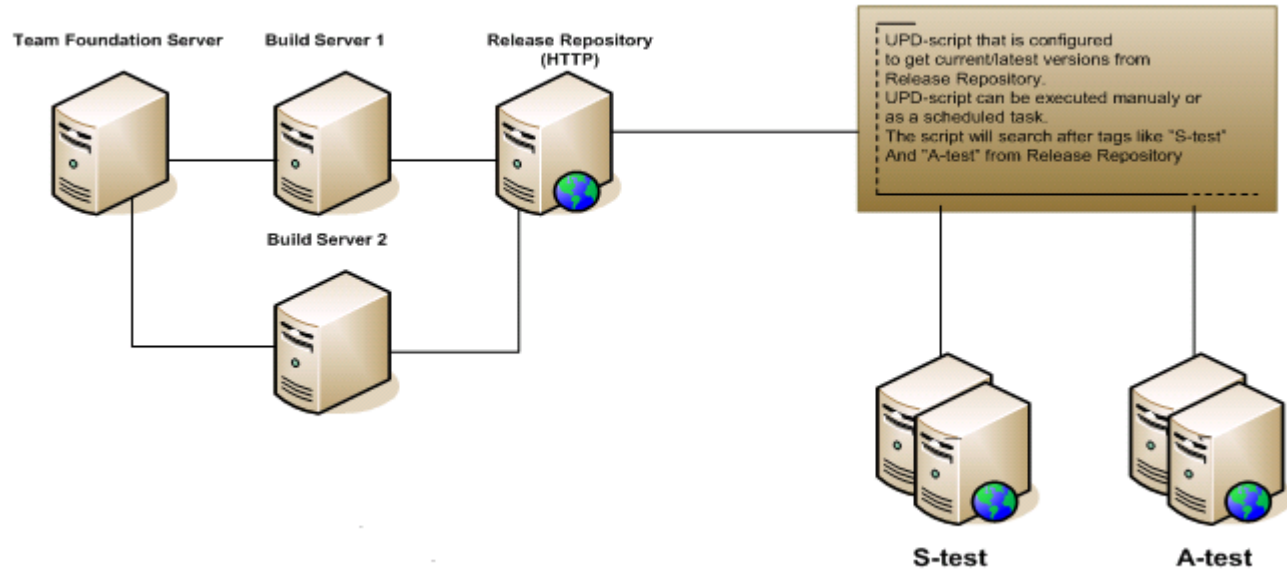 Team Foundation Server
Build Server 1
Release Repository
(HTTP)
UPD-script that is configured
to get current/latest versions from
Release Repository.
UPD-script can be executed manualy or
as a scheduled task.
The script will search after tags like "S-test"
And "A-test" from Release Repository
Build Server 2
S-test
A-test